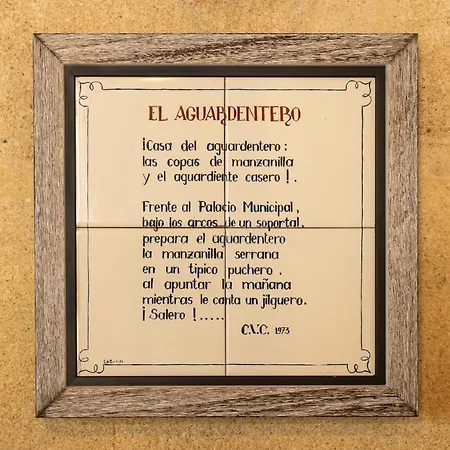 EL AGUARDENTERO
¡Casa del aguardentero:
las copas de manzanilla
y el aguardiente casero!.
Frente al Palacio Municipal,
bajo los arcos de un soportal,
prepara el aguardentero
la manzanilla serrana
en un tipico puchero,
al apuntar la mañana
mientras le canta un jilguero.
¡Salero!.....
C.V.C. 1973